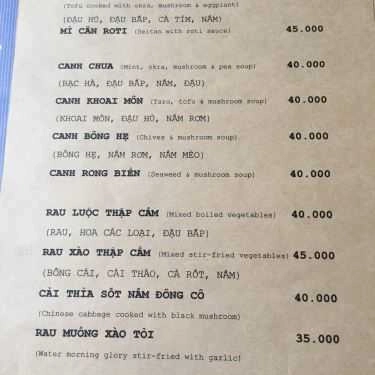 (Tofu cooked with okra, mushroom & eggplant)
(ĐẬU HŨ, ĐẬU BẮP, CÀ TÍM, NẤM)
MÌ CĂN ROTI (Seitan with roti sauce) 45.000
CANH CHUA (Mint, okra, mushroom & pea soup) 40.000
(BẠC HÀ, ĐẬU BẮP, NẤM, ĐẬU)
CANH KHOAI MÔN (Taro, tofu & mushroom soup) 40.000
(KHOAI MÔN, ĐẬU HŨ, NẤM RƠM)
CANH BÔNG HẸ (Chives & mushroom soup) 40.000
(BÔNG HẸ, NẤM RƠM, NẤM MÈO)
CANH RONG BIỂN (Seaweed & mushroom soup) 40.000
RAU LUỘC THẬP CẨM (Mixed boiled vegetables) 40.000
(RAU, HOA CÁC LOẠI, ĐẬU BẮP)
RAU XÀO THẬP CẨM (Mixed stir-fried vegetables) 45.000
(BÔNG CẢI, CẢI THẢO, CÀ RỐT, NẤM)
CẢI THÌA SỐT NẤM ĐÔNG CÔ 40.000
(Chinese cabbage cooked with black mushroom)
RAU MUỐNG XÀO TỎI 35.000
(Water morning glory stir-fried with garlic)